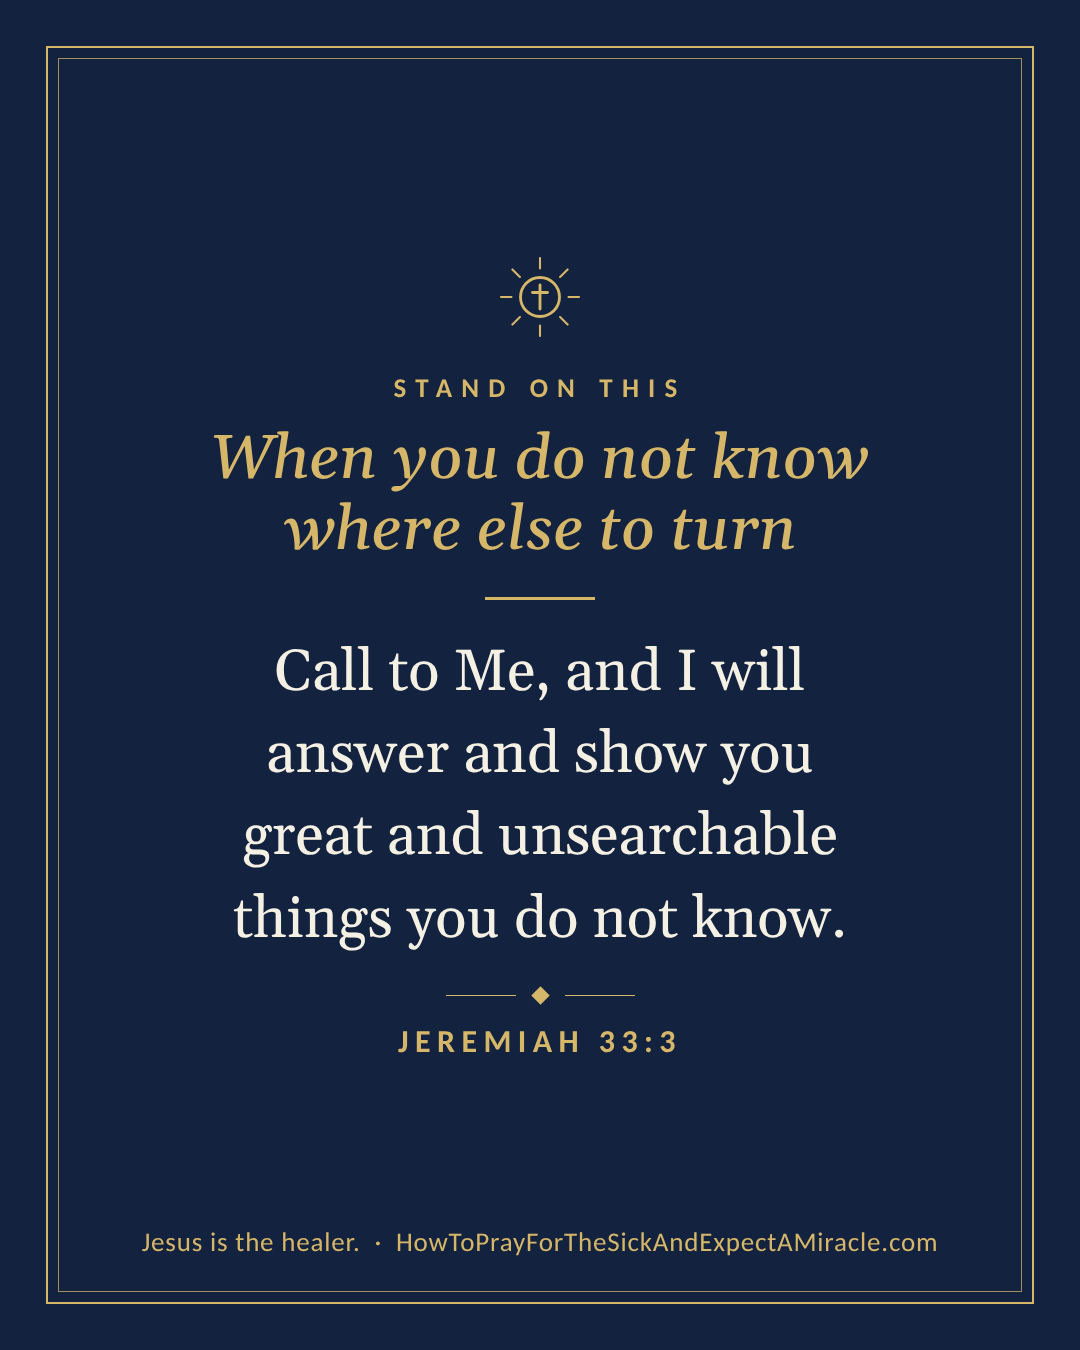 STAND ON THIS
When you do not know
where else to turn
Call to Me, and I will
answer and show you
great and unsearchable
things you do not know.
JEREMIAH 33:3
Jesus is the healer. · HowToPrayForTheSickAndExpectAMiracle.com